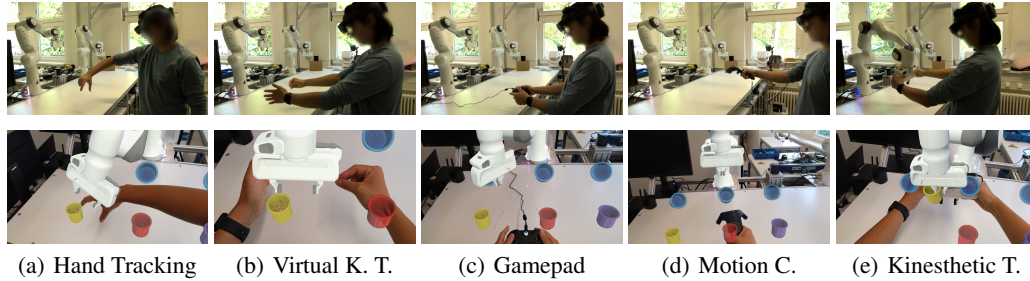 (a) Hand Tracking
(b) Virtual K. T.
(c) Gamepad
(d) Motion C.
(e) Kinesthetic T.